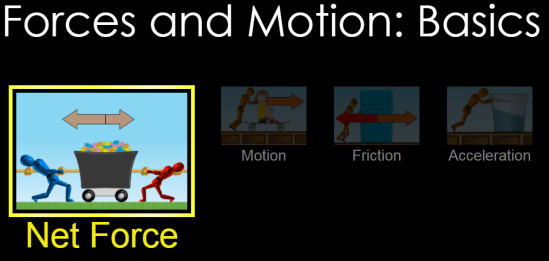 Forces and Motion: Basics
Net Force
Motion
Friction
Acceleration